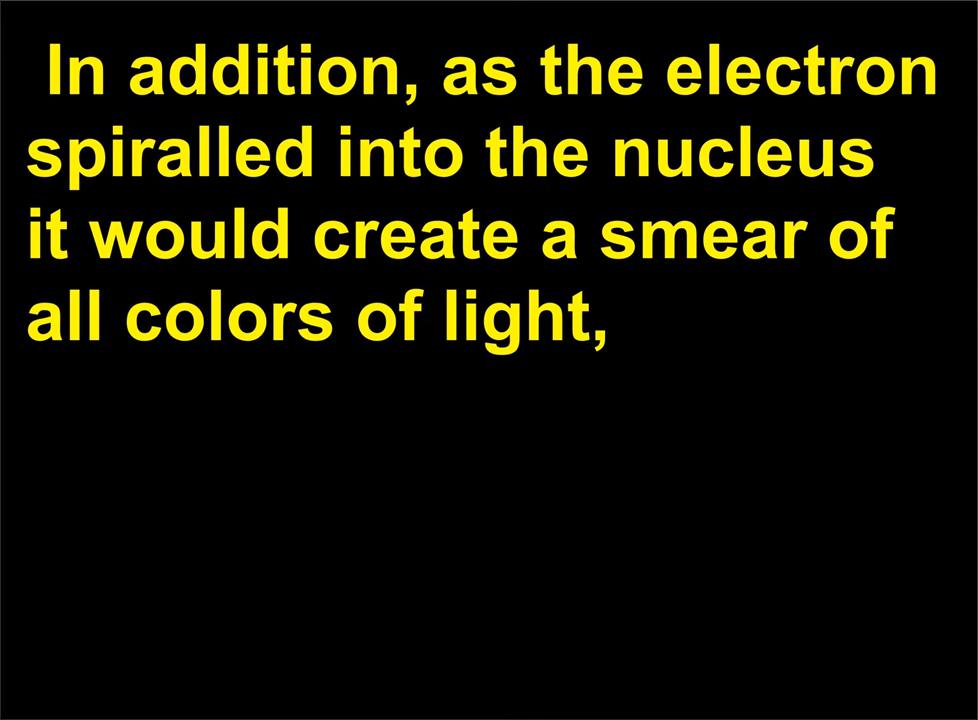 In addition, as the electron
spiralled into the nucleus
it would create a smear of
all colors of light,